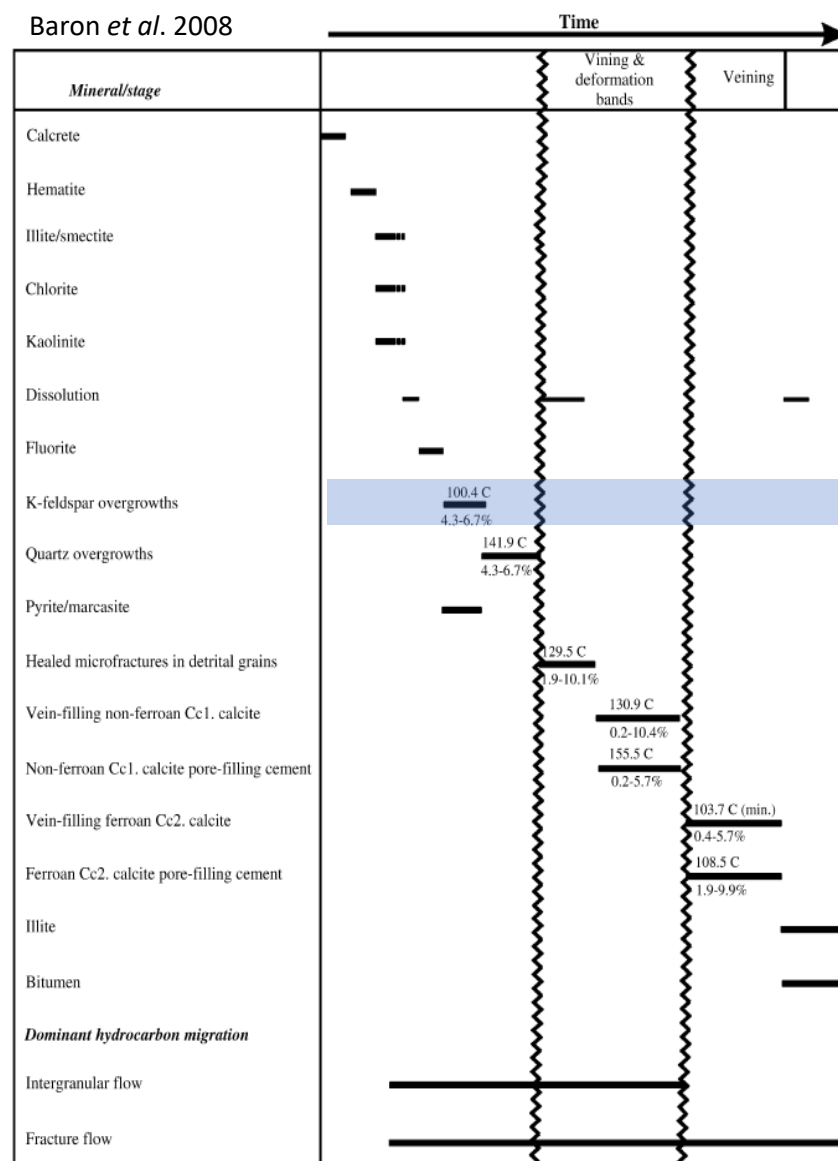 Baron et al. 2008
Time
Mineral/stage
Vining &
deformation
bands
Veining
Calcrete
Hematite
Illite/smectite
Chlorite
Kaolinite
Dissolution
Fluorite
K-feldspar overgrowths
100.4 C
4.3-6.7%
Quartz overgrowths
141.9 C
4.3-6.7%
Pyrite/marcasite
Healed microfractures in detrital grains
129.5 C
1.9-10.1%
Vein-filling non-ferroan Cc1. calcite
130.9 C
0.2-10.4%
Non-ferroan Cc1. calcite pore-filling cement
155.5 C
0.2-5.7%
Vein-filling ferroan Cc2. calcite
103.7 C (min.)
0.4-5.7%
Ferroan Cc2. calcite pore-filling cement
108.5 C
1.9-9.9%
Illite
Bitumen
Dominant hydrocarbon migration
Intergranular flow
Fracture flow